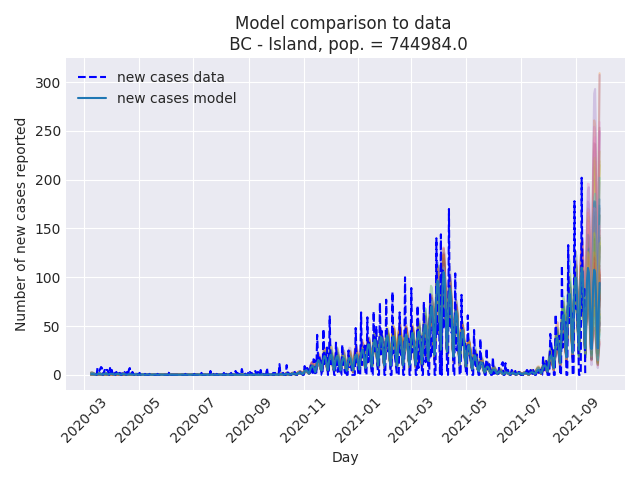 Model comparison to data
BC - Island, pop. = 744984.0
new cases data
new cases model
Number of new cases reported
300
250
200
150
100
50
0
2020-03
2020-05
2020-07
2020-09
2020-11
2021-01
2021-03
2021-05
2021-07
2021-09
Day